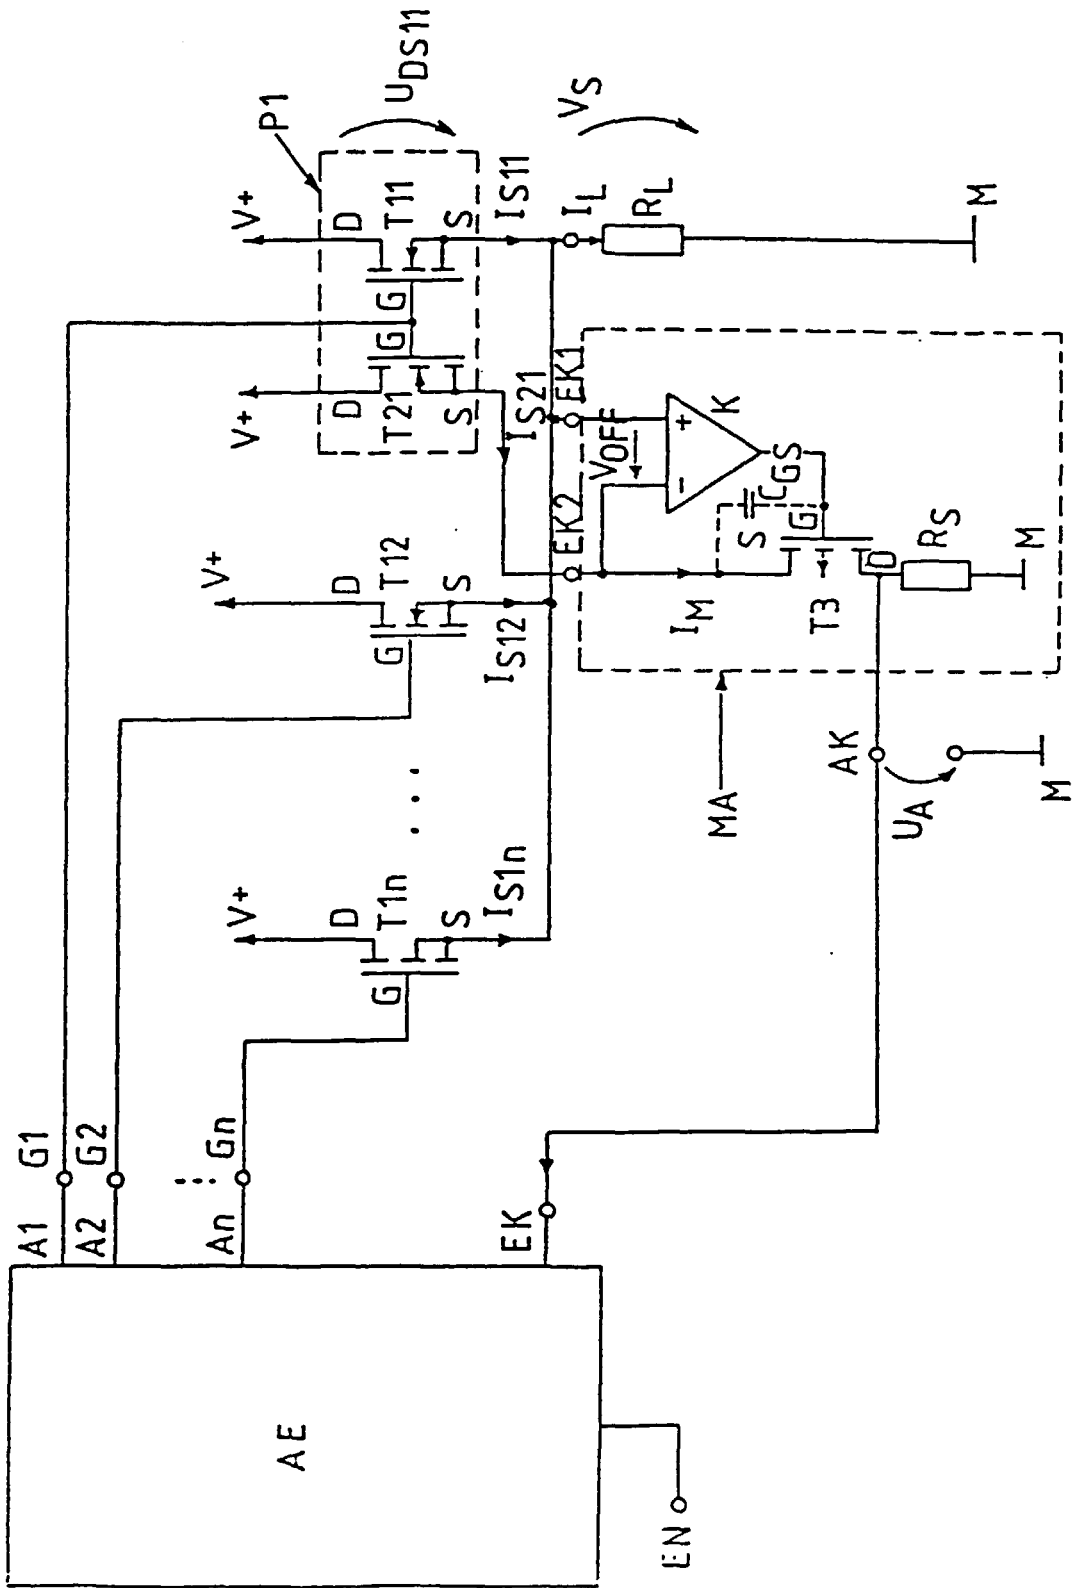 P1
U_DS11
V_S
V+
V+
V+
V+
D
D
D
D
T11
T21
T12
T1n
G
G
G
G
S
S
S
S
I_S11
I_S21
I_S12
I_S1n
I_L
R_L
M
EK1
EK2
V_OFF
K
+
−
C_GS
S
G
D
I_M
T3
R_S
M
MA
AK
U_A
M
...
A1 G1
A2 G2
⋮
An Gn
EK
AE
EN